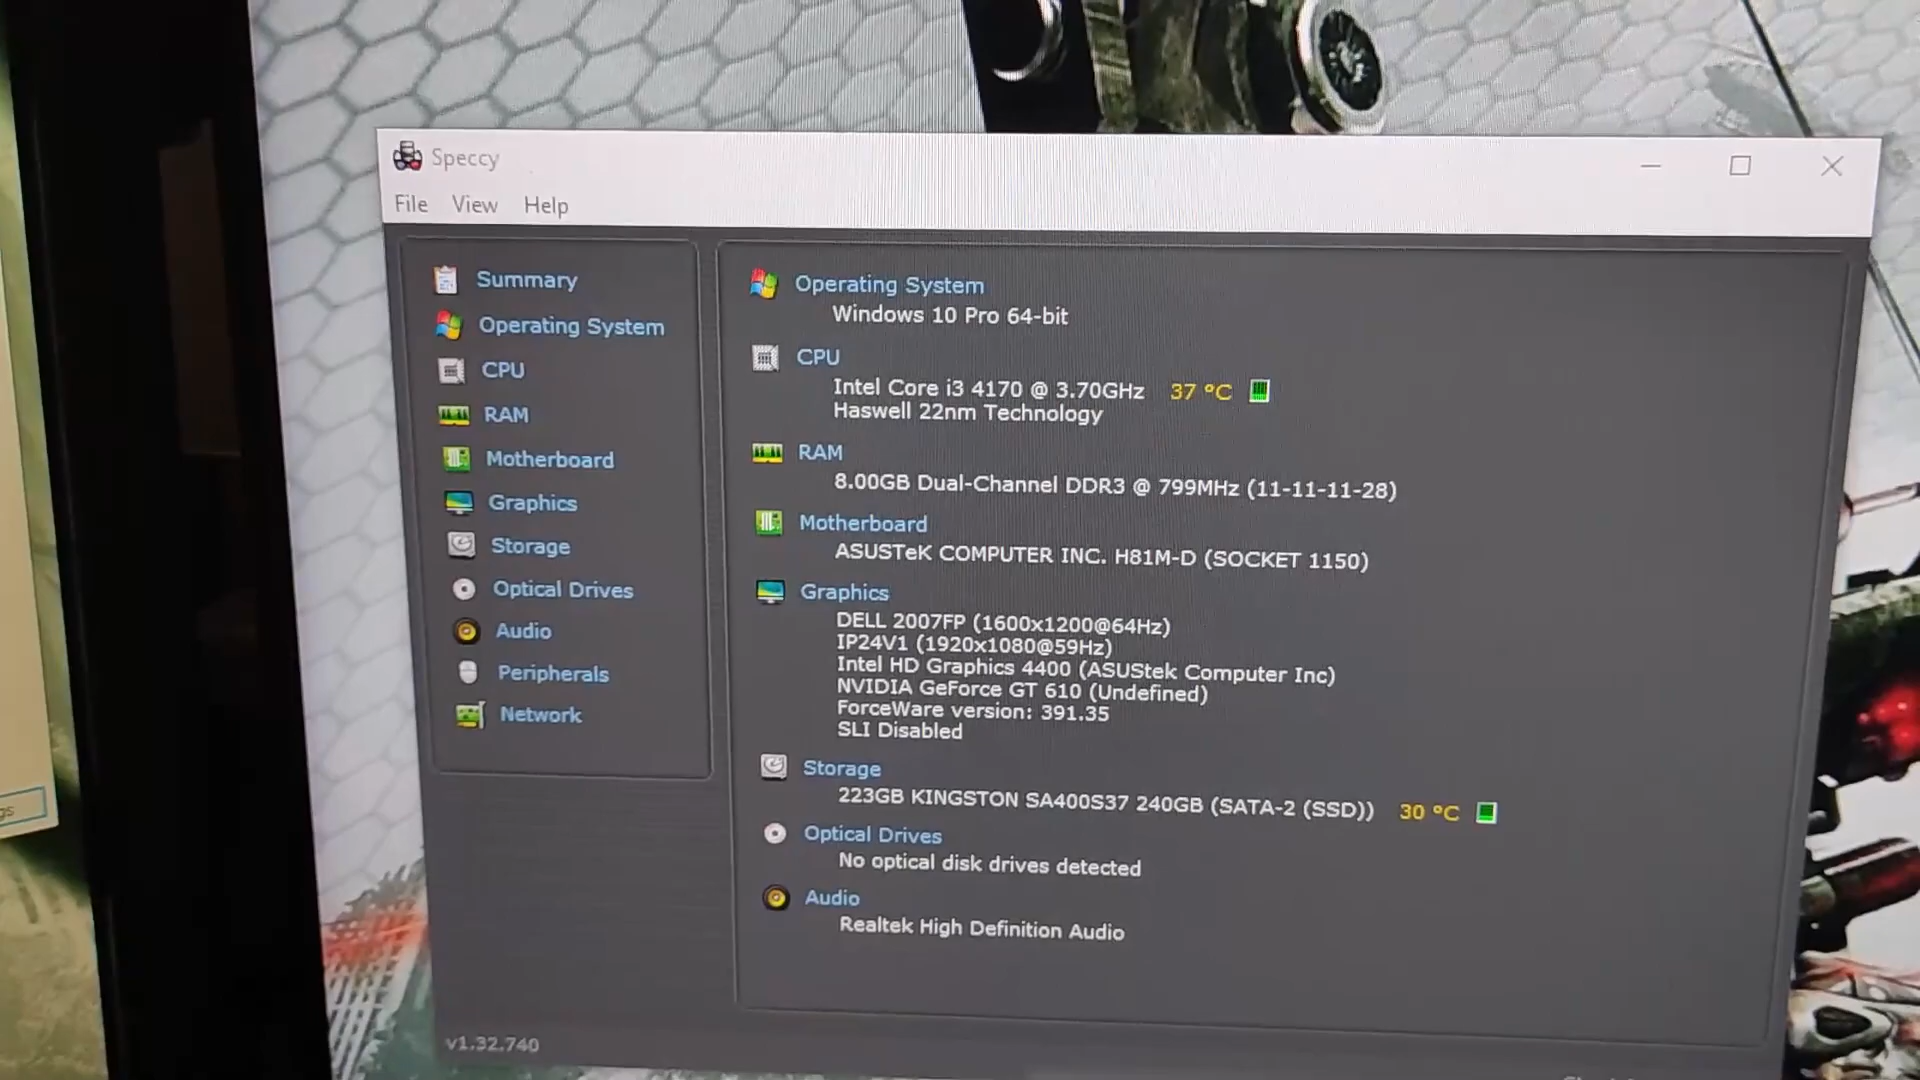 Speccy
File View Help
Summary
Operating System
CPU
RAM
Motherboard
Graphics
Storage
Optical Drives
Audio
Peripherals
Network
Operating System
Windows 10 Pro 64-bit
CPU
Intel Core i3 4170 @ 3.70GHz 37 °C
Haswell 22nm Technology
RAM
8.00GB Dual-Channel DDR3 @ 799MHz (11-11-11-28)
Motherboard
ASUSTeK COMPUTER INC. H81M-D (SOCKET 1150)
Graphics
DELL 2007FP (1600x1200@64Hz)
IP24V1 (1920x1080@59Hz)
Intel HD Graphics 4400 (ASUStek Computer Inc)
NVIDIA GeForce GT 610 (Undefined)
ForceWare version: 391.35
SLI Disabled
Storage
223GB KINGSTON SA400S37 240GB (SATA-2 (SSD)) 30 °C
Optical Drives
No optical disk drives detected
Audio
Realtek High Definition Audio
v1.32.740